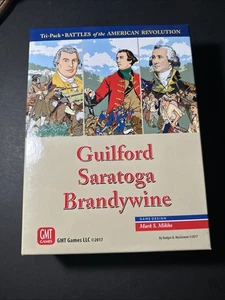 Tri-Pack • BATTLES of the AMERICAN REVOLUTION
Guilford
Saratoga
Brandywine
GAME DESIGN
Mark S. Miklos
GMT
GAMES
GMT Games LLC ©2017